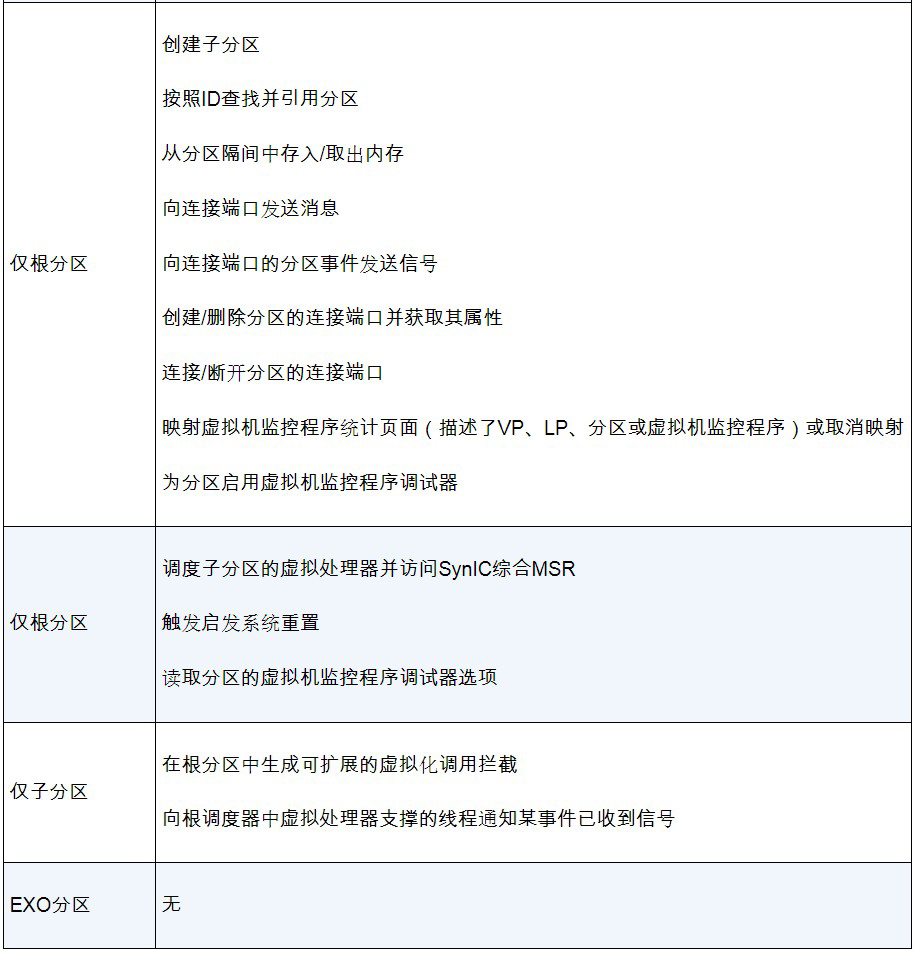 仅根分区
创建子分区
按照ID查找并引用分区
从分区隔间中存入/取出内存
向连接端口发送消息
向连接端口的分区事件发送信号
创建/删除分区的连接端口并获取其属性
连接/断开分区的连接端口
映射虚拟机监控程序统计页面（描述了VP、LP、分区或虚拟机监控程序）或取消映射
为分区启用虚拟机监控程序调试器
仅根分区
调度子分区的虚拟处理器并访问SynIC综合MSR
触发启发系统重置
读取分区的虚拟机监控程序调试器选项
仅子分区
在根分区中生成可扩展的虚拟化调用拦截
向根调度器中虚拟处理器支撑的线程通知某事件已收到信号
EXO分区
无